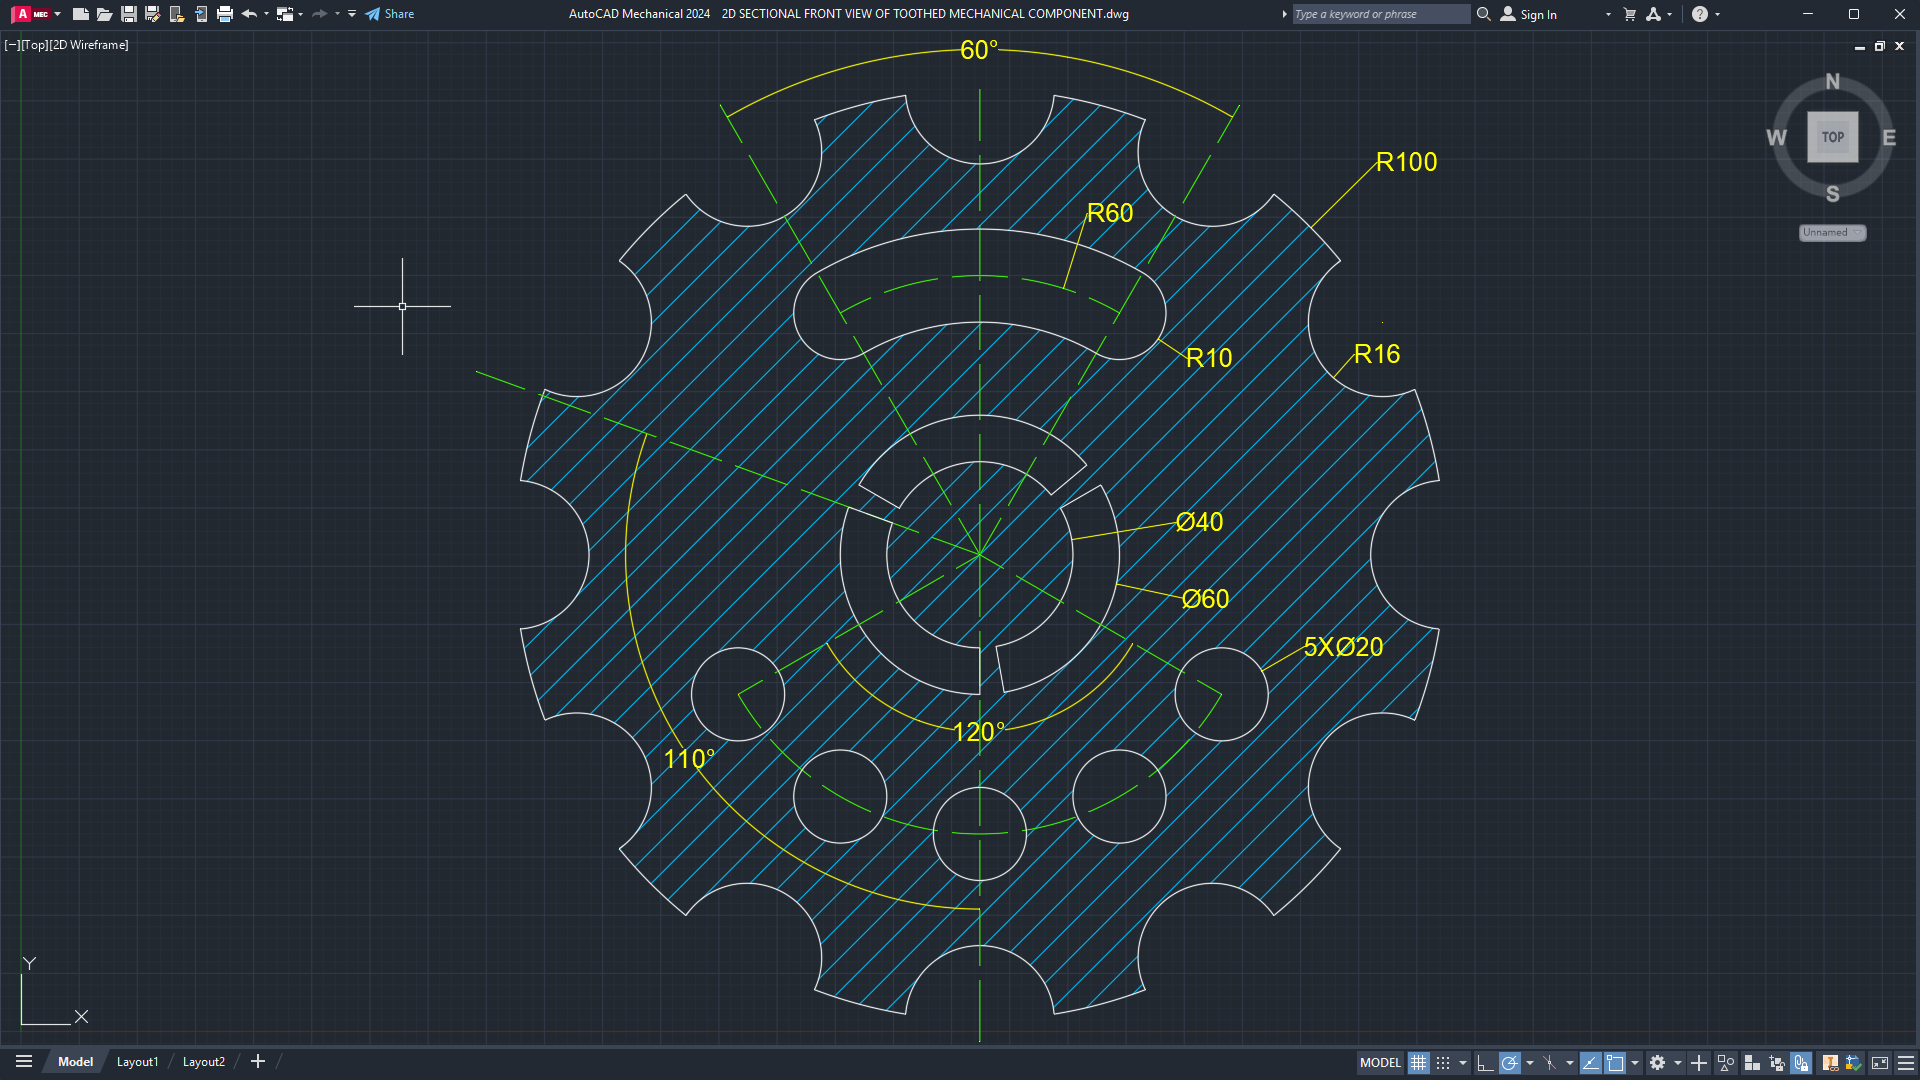 A MEC
Share
AutoCAD Mechanical 2024 2D SECTIONAL FRONT VIEW OF TOOTHED MECHANICAL COMPONENT.dwg
Type a keyword or phrase
Sign In
[−][Top][2D Wireframe]
60°
N
W
TOP
E
S
Unnamed
R100
R60
R10
R16
Ø40
Ø60
5XØ20
120°
110°
Y
X
Model
Layout1
Layout2
MODEL